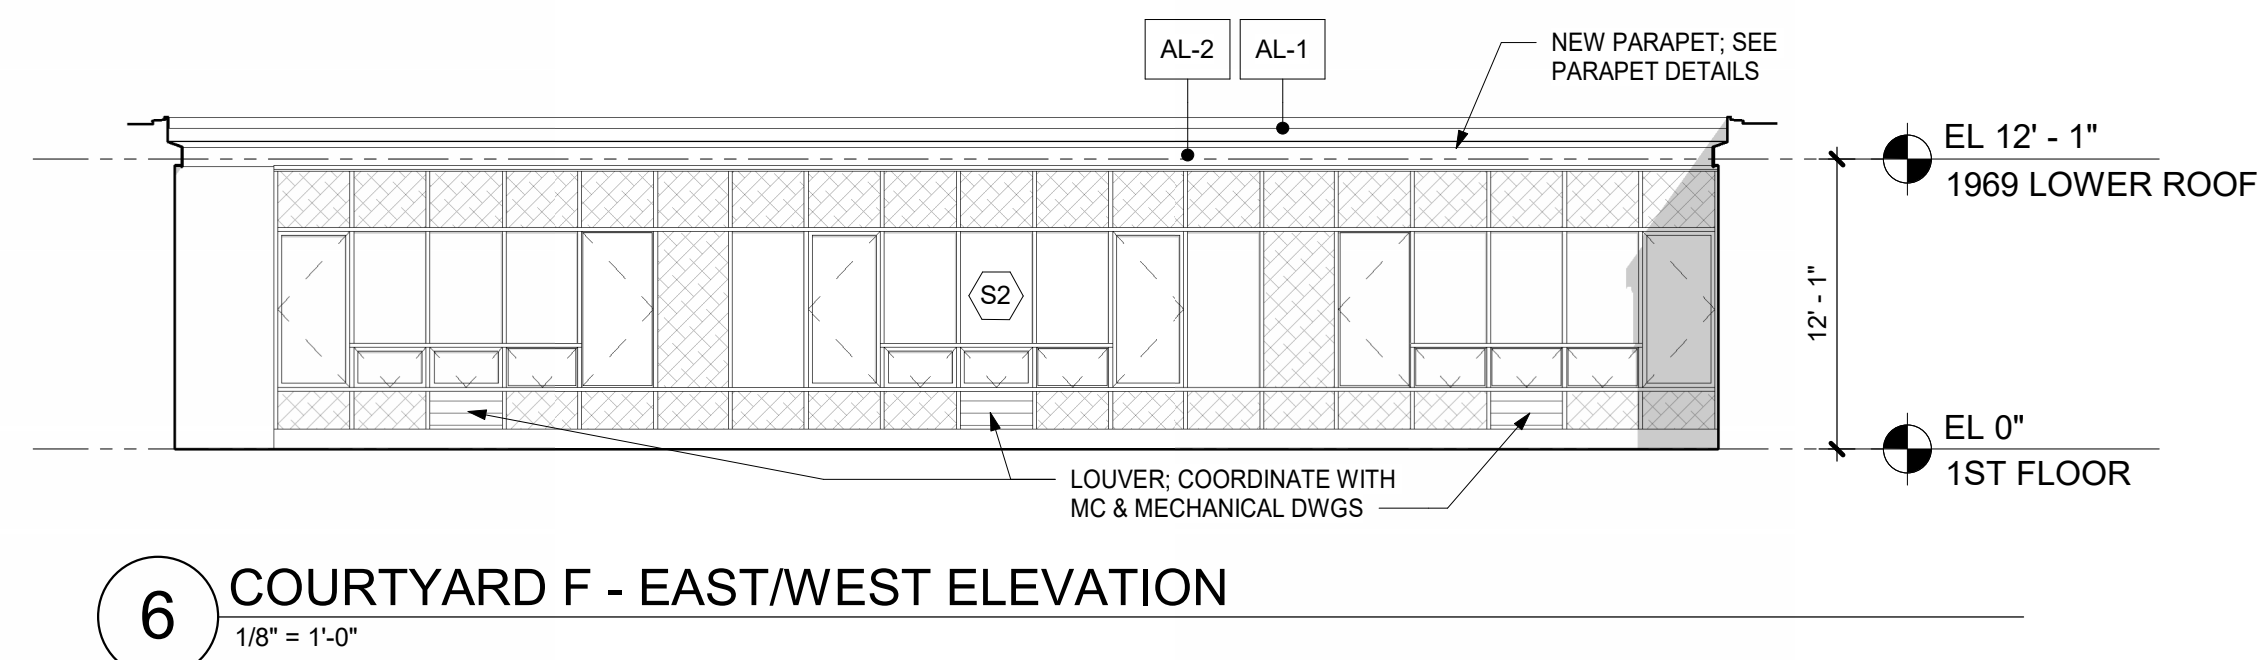 AL-2
AL-1
NEW PARAPET; SEE
PARAPET DETAILS
EL 12' - 1"
1969 LOWER ROOF
S2
12' - 1"
EL 0"
1ST FLOOR
LOUVER; COORDINATE WITH
MC & MECHANICAL DWGS
6
COURTYARD F - EAST/WEST ELEVATION
1/8" = 1'-0"